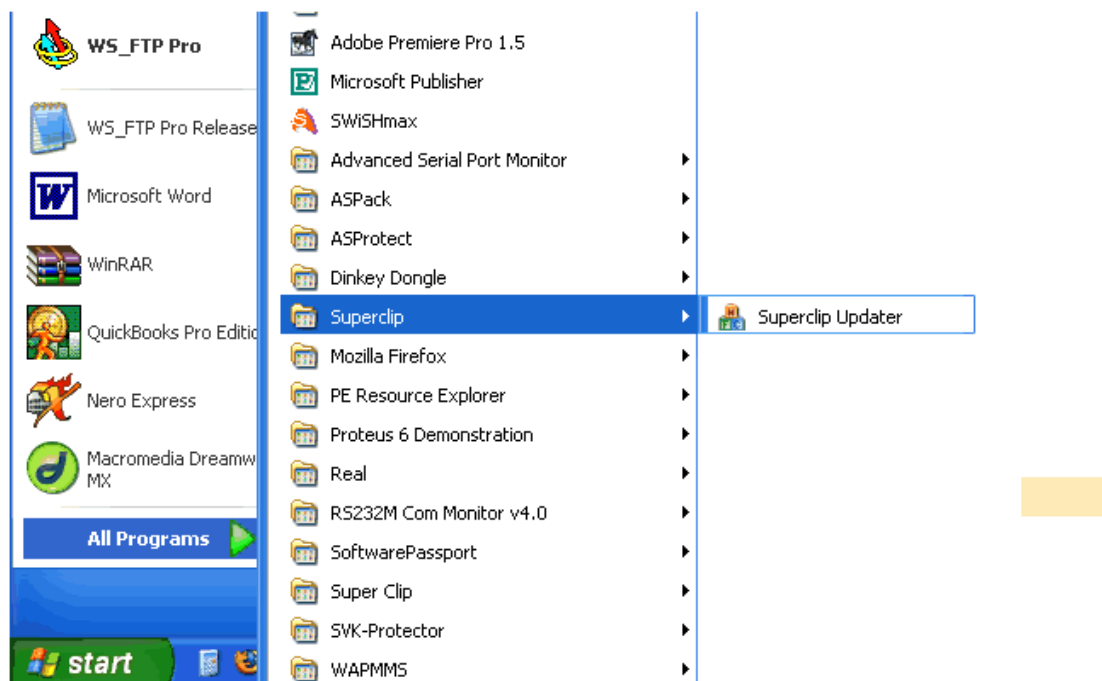 WS_FTP Pro
WS_FTP Pro Release
Microsoft Word
WinRAR
QuickBooks Pro Editic
Nero Express
Macromedia Dreamw
MX
All Programs
start
Adobe Premiere Pro 1.5
Microsoft Publisher
SWiSHmax
Advanced Serial Port Monitor
ASPack
ASProtect
Dinkey Dongle
Superclip
Mozilla Firefox
PE Resource Explorer
Proteus 6 Demonstration
Real
RS232M Com Monitor v4.0
SoftwarePassport
Super Clip
SVK-Protector
WAPMMS
Superclip Updater